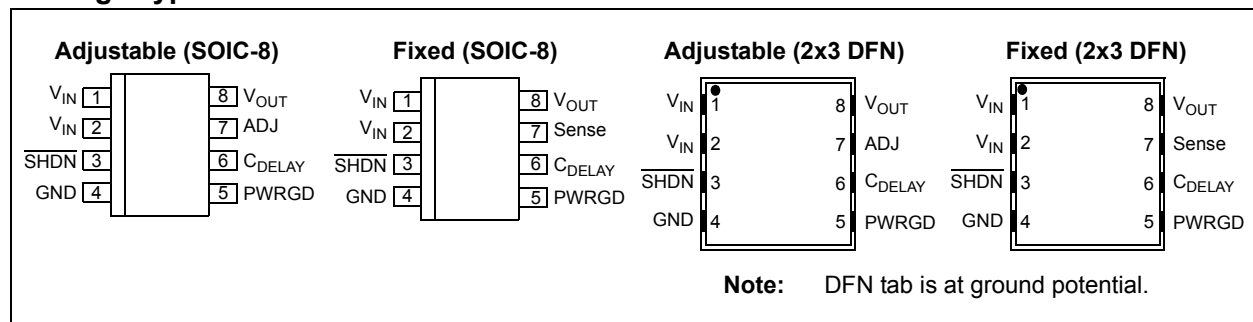 Adjustable (SOIC-8)
VIN 1
VIN 2
SHDN 3
GND 4
8 VOUT
7 ADJ
6 CDELAY
5 PWRGD
Fixed (SOIC-8)
VIN 1
VIN 2
SHDN 3
GND 4
8 VOUT
7 Sense
6 CDELAY
5 PWRGD
Adjustable (2x3 DFN)
VIN 1
VIN 2
SHDN 3
GND 4
8 VOUT
7 ADJ
6 CDELAY
5 PWRGD
Fixed (2x3 DFN)
VIN 1
VIN 2
SHDN 3
GND 4
8 VOUT
7 Sense
6 CDELAY
5 PWRGD
Note: DFN tab is at ground potential.